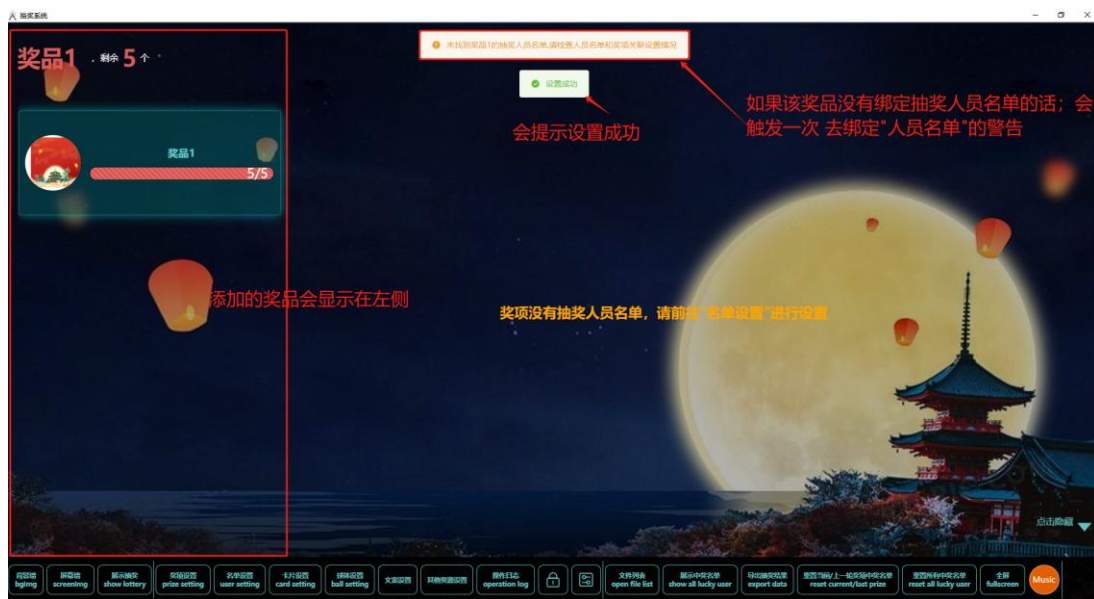 抽奖系统
奖品1 ，剩余 5 个
未找到奖品1的抽奖人员名单,请检查人员名单和奖项关联设置情况
设置成功
会提示设置成功
如果该奖品没有绑定抽奖人员名单的话；会
触发一次 去绑定"人员名单"的警告
奖品1
5/5
添加的奖品会显示在左侧
奖项没有抽奖人员名单，请前往"名单设置"进行设置
点击隐藏
背景墙
bgimg
屏幕墙
screenimg
展示抽奖
show lottery
奖项设置
prize setting
名单设置
user setting
卡片设置
card setting
球体设置
ball setting
文案设置
其他资源设置
操作日志
operation log
文件列表
open file list
展示中奖名单
show all lucky user
导出抽奖结果
export data
重置当前/上一轮奖项中奖名单
reset current/last prize
重置所有中奖名单
reset all lucky user
全屏
fullscreen
Music